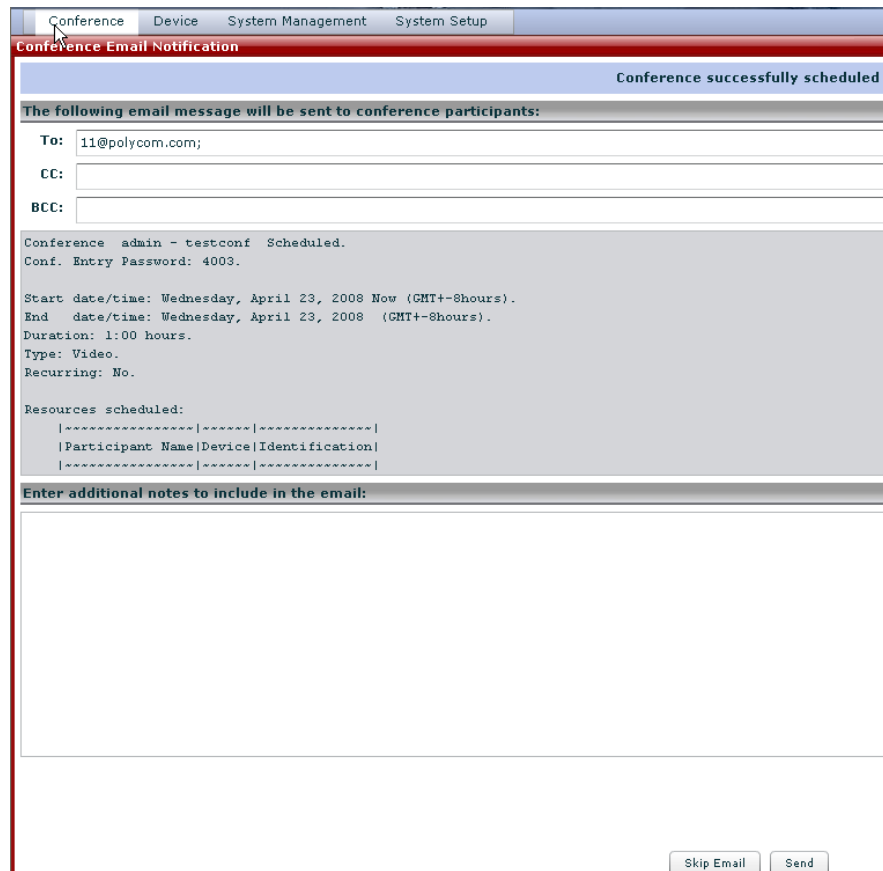 Conference Device System Management System Setup
Conference Email Notification
Conference successfully scheduled
The following email message will be sent to conference participants:
To: 11@polycom.com;
CC:
BCC:
Conference  admin - testconf  Scheduled.
Conf. Entry Password: 4003.
Start date/time: Wednesday, April 23, 2008 Now (GMT+-8hours).
End   date/time: Wednesday, April 23, 2008  (GMT+-8hours).
Duration: 1:00 hours.
Type: Video.
Recurring: No.
Resources scheduled:
|~~~~~~~~~~~~~~~~|~~~~~~|~~~~~~~~~~~~~~|
|Participant Name|Device|Identification|
|~~~~~~~~~~~~~~~~|~~~~~~|~~~~~~~~~~~~~~|
Enter additional notes to include in the email:
Skip Email Send